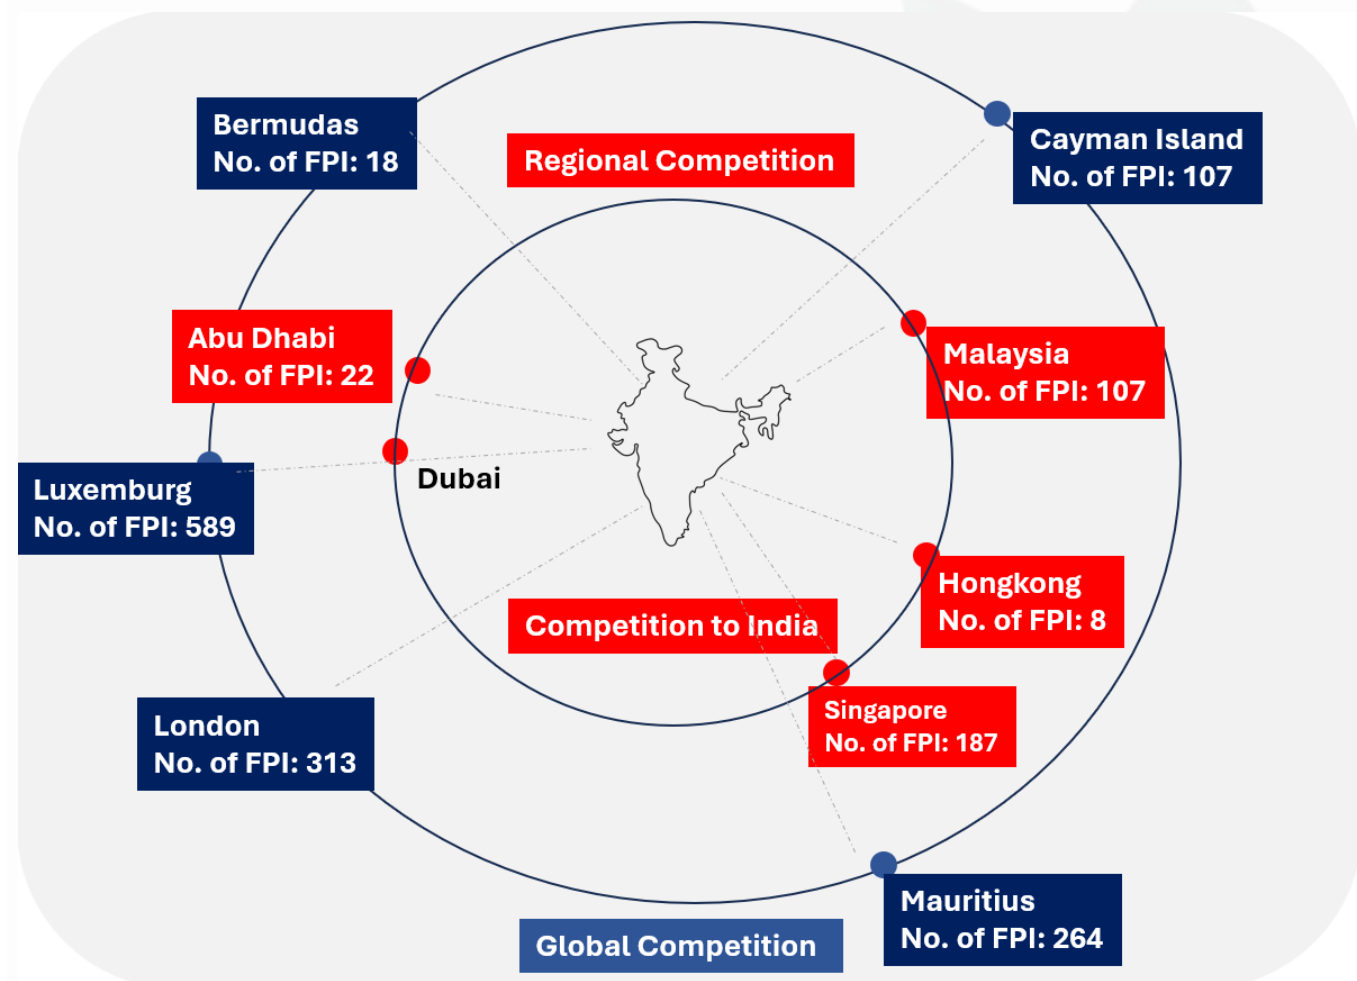 Bermudas
No. of FPI: 18
Regional Competition
Cayman Island
No. of FPI: 107
Abu Dhabi
No. of FPI: 22
Malaysia
No. of FPI: 107
Dubai
Luxemburg
No. of FPI: 589
Hongkong
No. of FPI: 8
Competition to India
Singapore
No. of FPI: 187
London
No. of FPI: 313
Mauritius
No. of FPI: 264
Global Competition